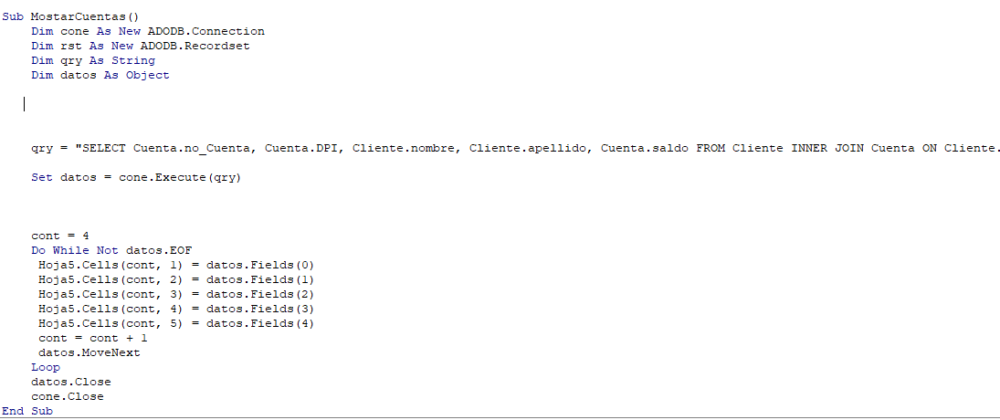 Sub MostarCuentas()
Dim cone As New ADODB.Connection
Dim rst As New ADODB.Recordset
Dim qry As String
Dim datos As Object
qry = "SELECT Cuenta.no_Cuenta, Cuenta.DPI, Cliente.nombre, Cliente.apellido, Cuenta.saldo FROM Cliente INNER JOIN Cuenta ON Cliente.
Set datos = cone.Execute(qry)
cont = 4
Do While Not datos.EOF
Hoja5.Cells(cont, 1) = datos.Fields(0)
Hoja5.Cells(cont, 2) = datos.Fields(1)
Hoja5.Cells(cont, 3) = datos.Fields(2)
Hoja5.Cells(cont, 4) = datos.Fields(3)
Hoja5.Cells(cont, 5) = datos.Fields(4)
cont = cont + 1
datos.MoveNext
Loop
datos.Close
cone.Close
End Sub